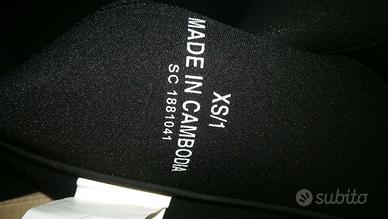 XS/1
MADE IN CAMBODIA
SC 1881041
subito